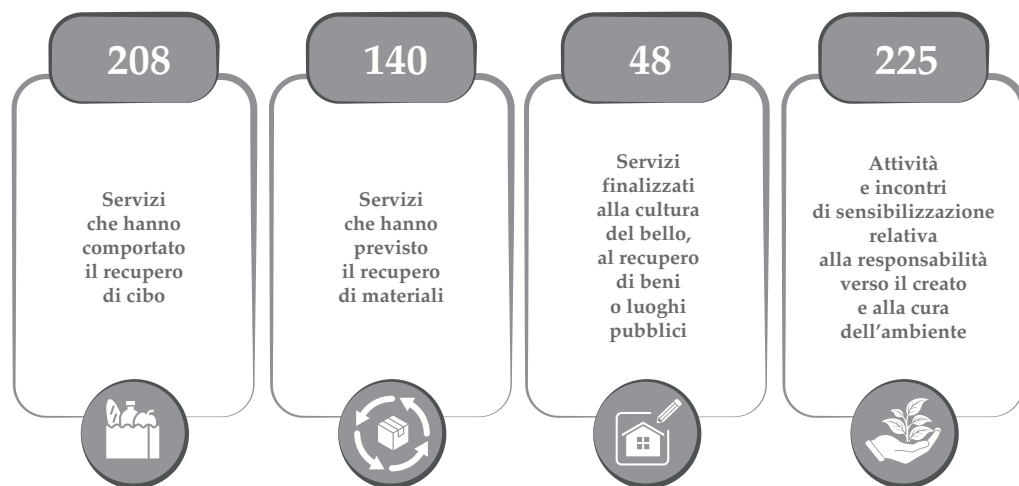 208
Servizi
che hanno
comportato
il recupero
di cibo
140
Servizi
che hanno
previsto
il recupero
di materiali
48
Servizi
finalizzati
alla cultura
del bello,
al recupero
di beni
o luoghi
pubblici
225
Attività
e incontri
di sensibilizzazione
relativa
alla responsabilità
verso il creato
e alla cura
dell’ambiente